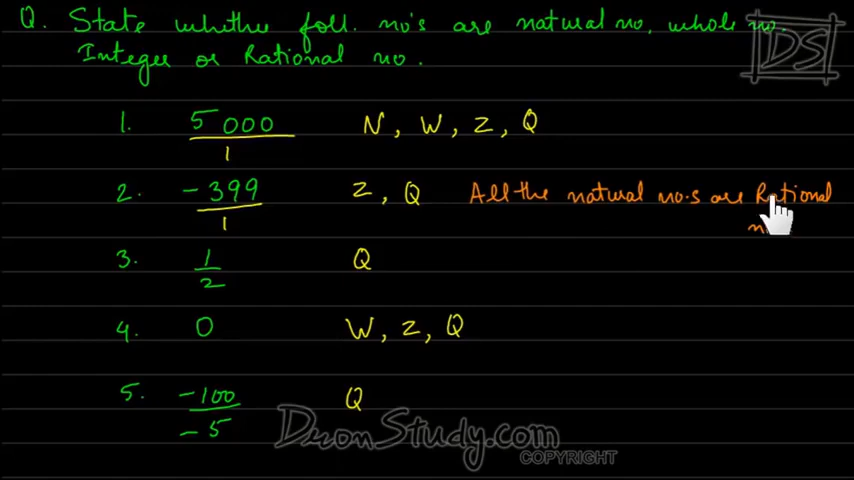 Q. State whethe foll. no's are natural no, whole no.
Integer or Rational no.
DS
1. 5000/1 N, W, Z, Q
2. -399/1 Z, Q All the natural no.s are Rational
3. 1/2 Q
4. 0 W, Z, Q
5. -100/-5 Q
DronStudy.com
COPYRIGHT